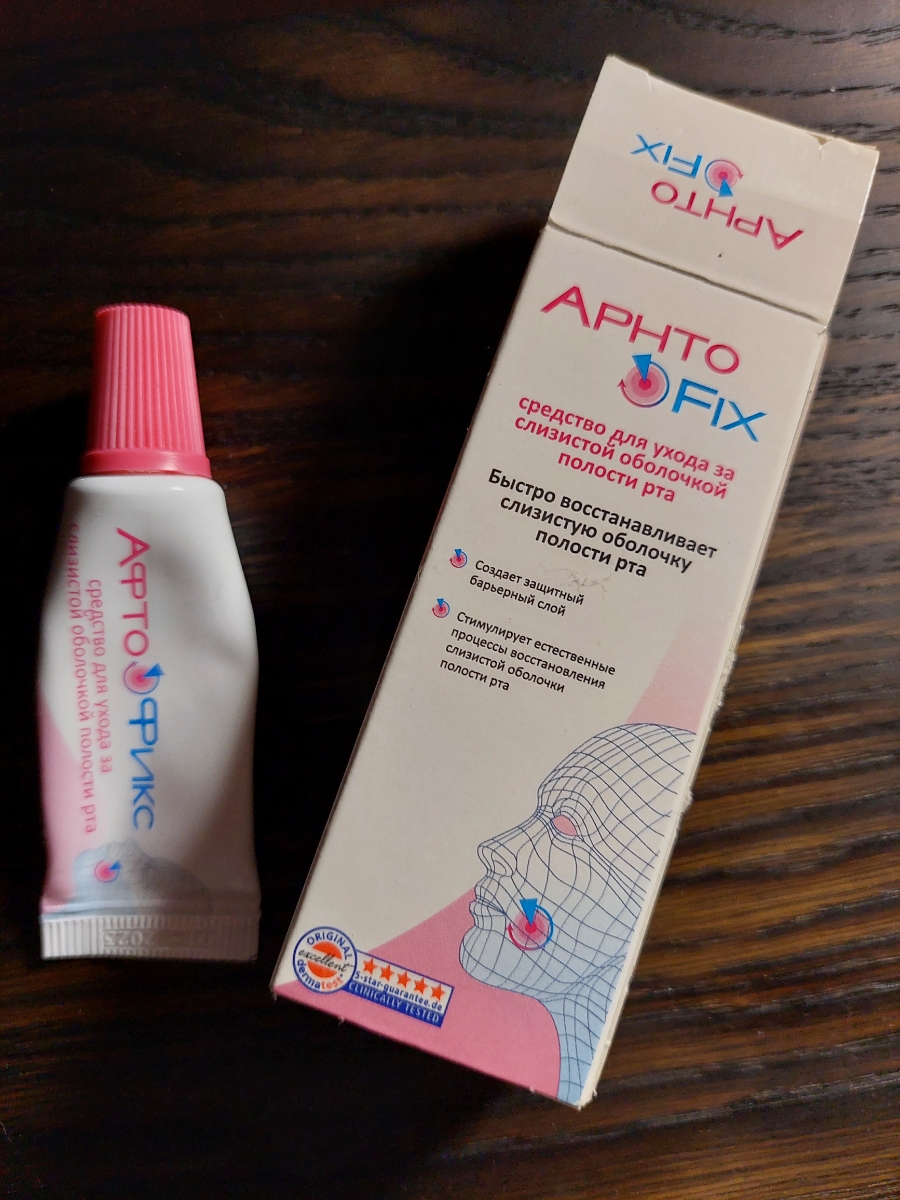 APHTO
FIX
APHTO
FIX
средство для ухода за
слизистой оболочкой
полости рта
Быстро восстанавливает
слизистую оболочку
полости рта
Создает защитный
барьерный слой
Стимулирует естественные
процессы восстановления
слизистой оболочки
полости рта
ORIGINAL
excellent
dermatest
5-star-guarantee.de
CLINICALLY TESTED
АФТОФИКС
средство для ухода за
слизистой оболочкой полости рта